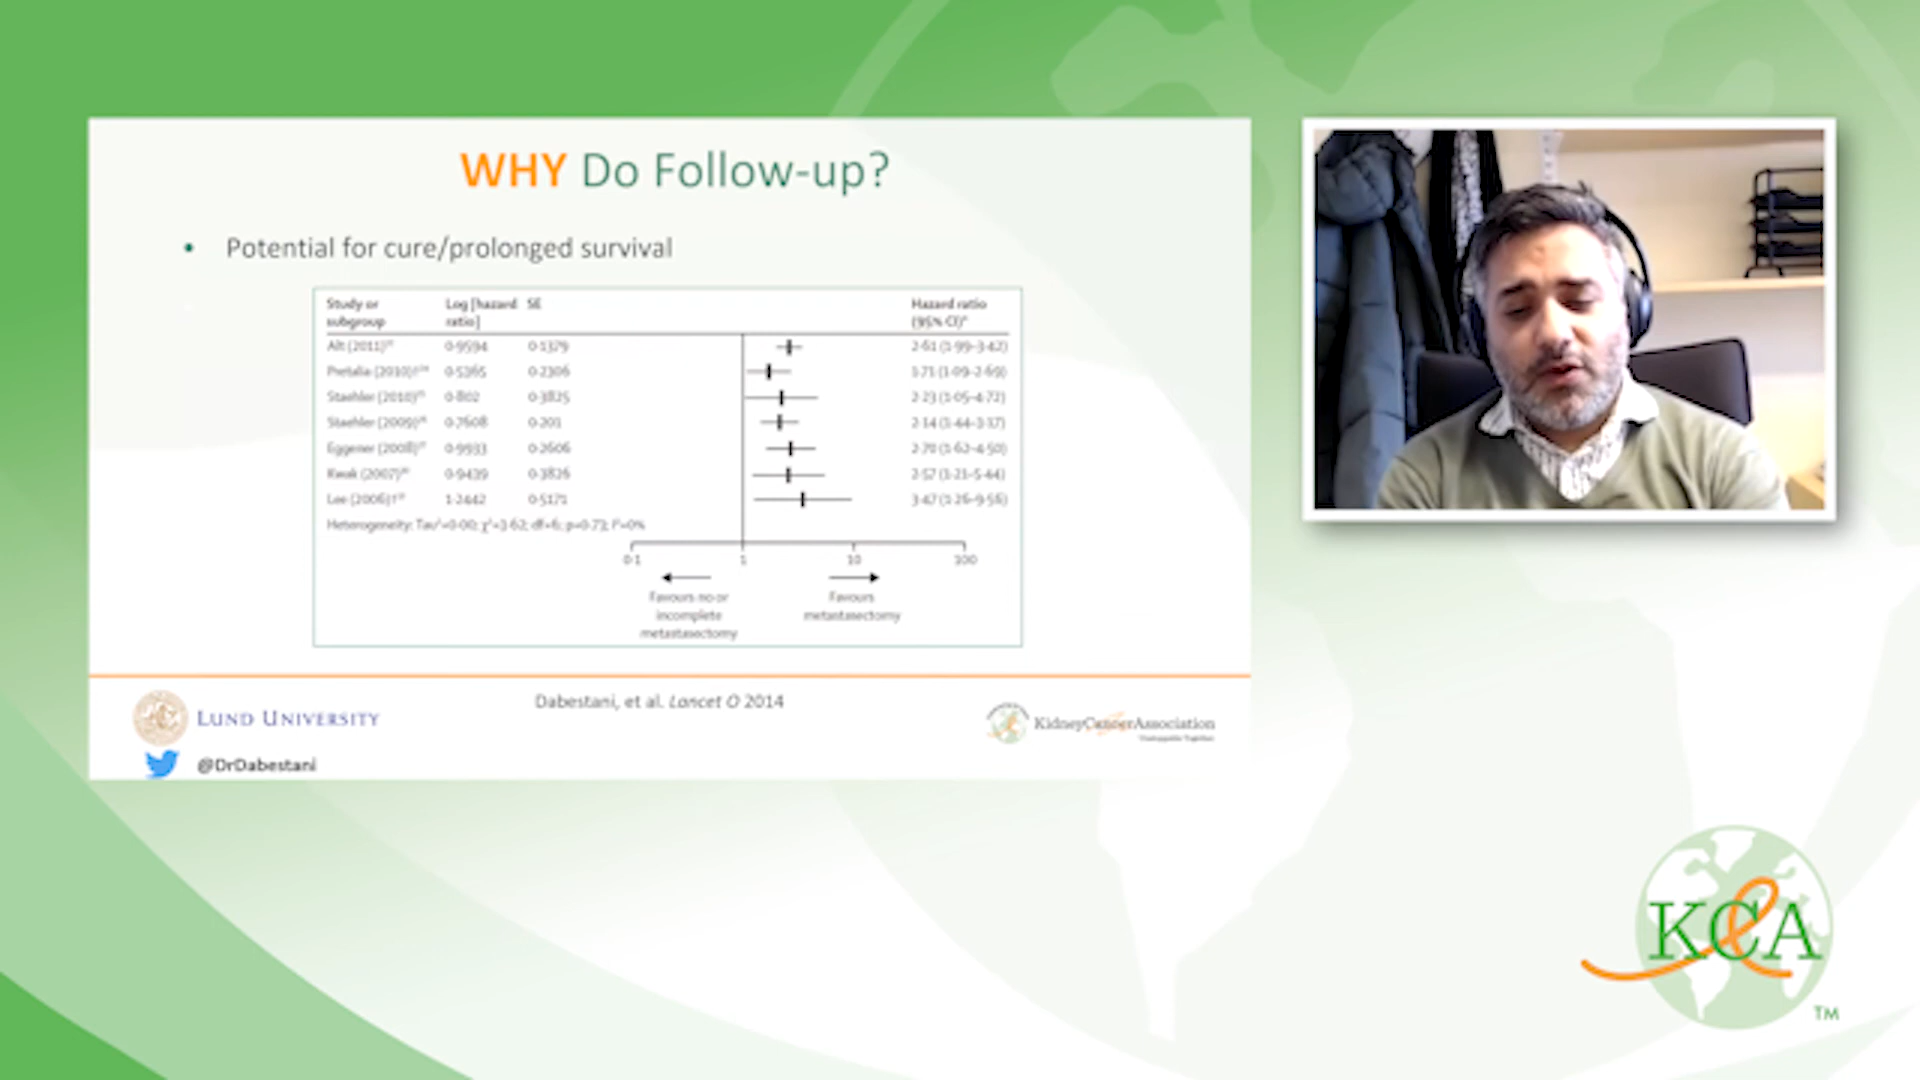 WHY Do Follow-up?
• Potential for cure/prolonged survival
Study or subgroup Log [hazard ratio] SE Hazard ratio (95% CI)*
Alt (2011) 0·9594 0·1379 2·61 (1·99–3·42)
Petralia (2010) 0·5365 0·2306 1·71 (1·09–2·69)
Staehler (2010) 0·802 0·3825 2·23 (1·05–4·72)
Staehler (2009) 0·7608 0·201 2·14 (1·44–3·17)
Eggener (2008) 0·9933 0·2606 2·70 (1·62–4·50)
Kwak (2007) 0·9439 0·3826 2·57 (1·21–5·44)
Lee (2006) 1·2442 0·5171 3·47 (1·26–9·56)
Heterogeneity: Tau²=0·00; χ²=3·62; df=6; p=0·73; I²=0%
0·1 1 10 100
Favours no or
incomplete
metastasectomy
Favours
metastasectomy
Dabestani, et al. Lancet O 2014
LUND UNIVERSITY
KidneyCancerAssociation
@DrDabestani
KCA
TM